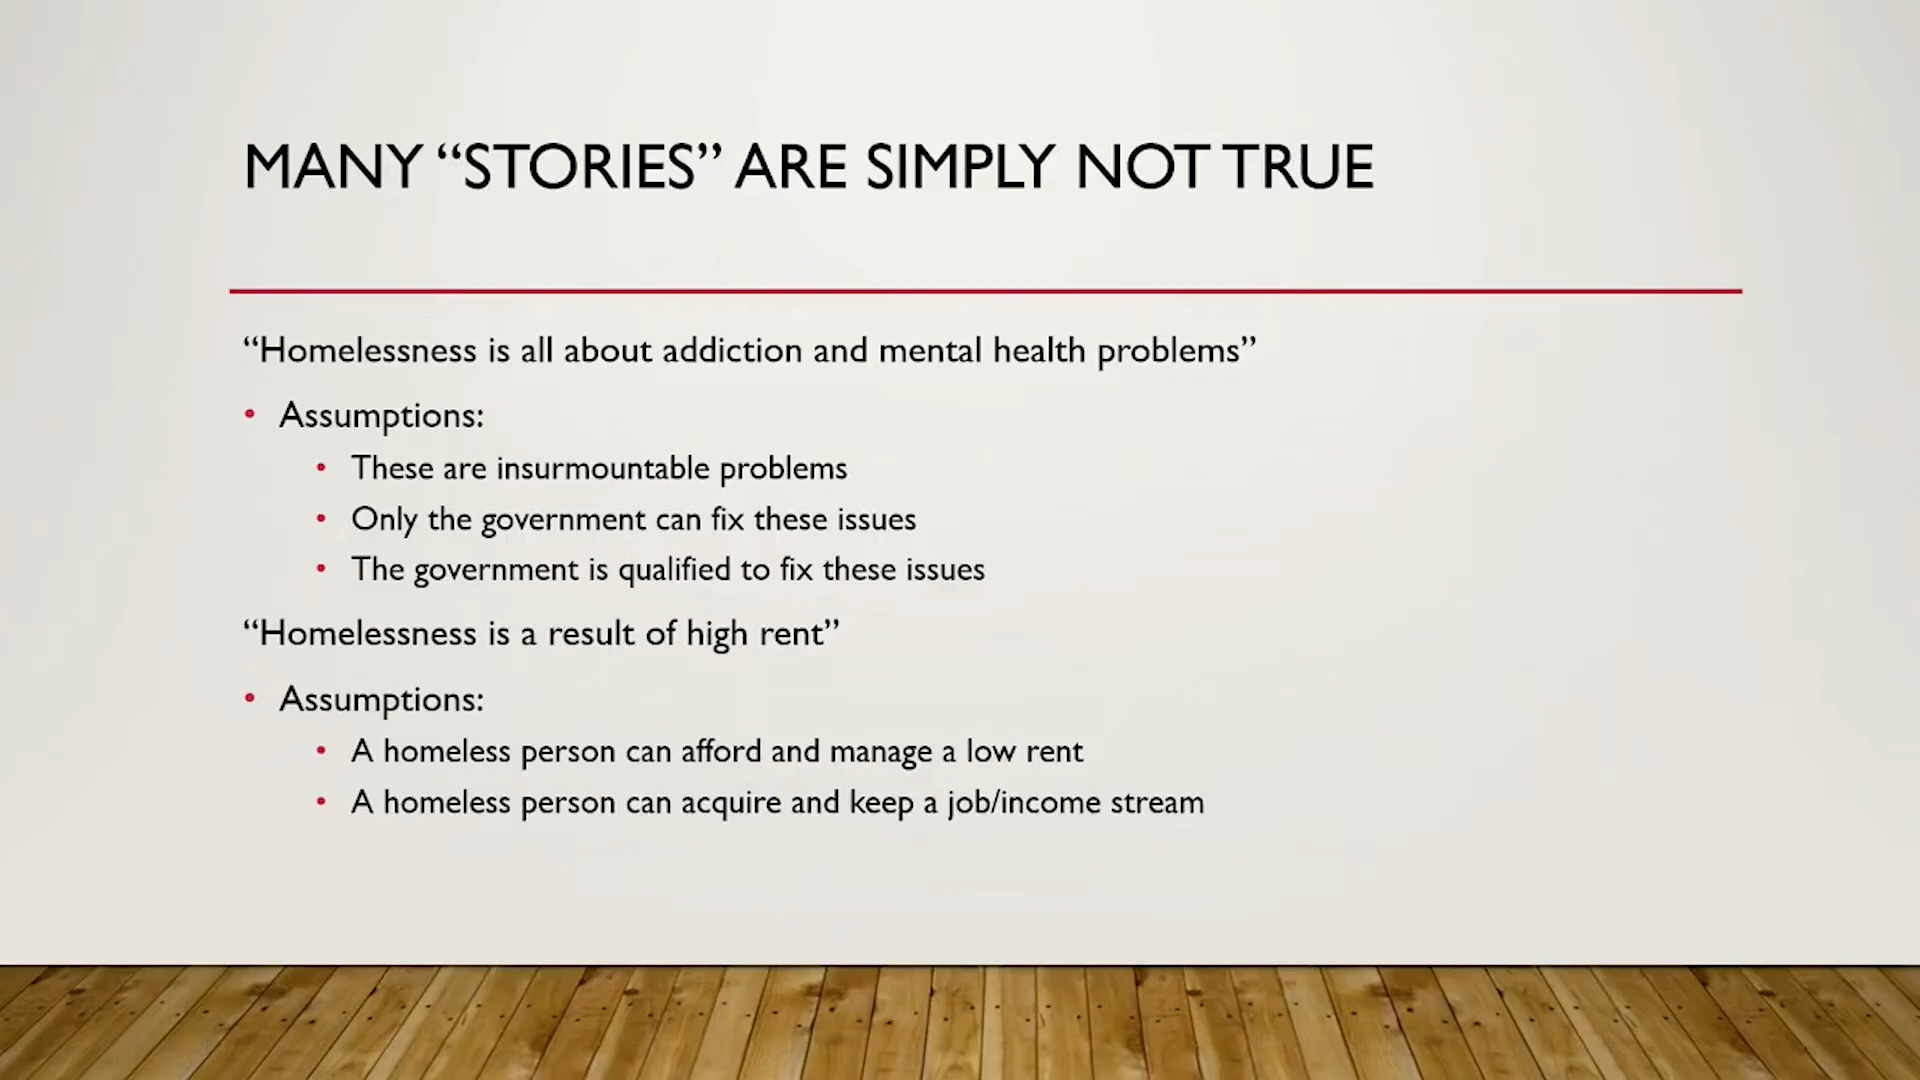 MANY “STORIES” ARE SIMPLY NOT TRUE
“Homelessness is all about addiction and mental health problems”
• Assumptions:
• These are insurmountable problems
• Only the government can fix these issues
• The government is qualified to fix these issues
“Homelessness is a result of high rent”
• Assumptions:
• A homeless person can afford and manage a low rent
• A homeless person can acquire and keep a job/income stream